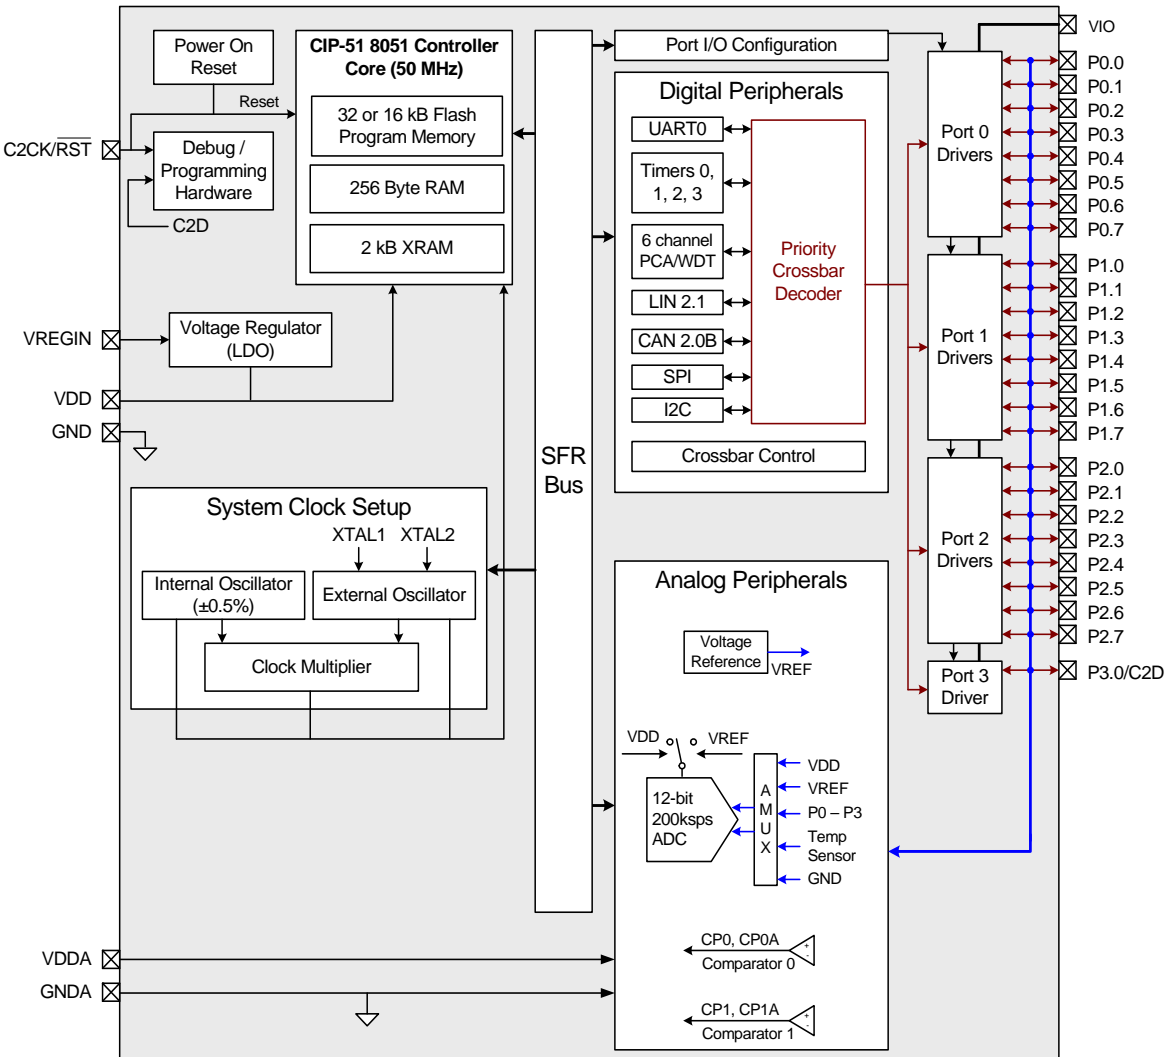 Power On
Reset
Reset
C2CK/RST
Debug /
Programming
Hardware
C2D
CIP-51 8051 Controller
Core (50 MHz)
32 or 16 kB Flash
Program Memory
256 Byte RAM
2 kB XRAM
VREGIN
Voltage Regulator
(LDO)
VDD
GND
System Clock Setup
XTAL1
XTAL2
Internal Oscillator
(±0.5%)
External Oscillator
Clock Multiplier
VDDA
GNDA
SFR
Bus
Port I/O Configuration
Digital Peripherals
UART0
Timers 0,
1, 2, 3
6 channel
PCA/WDT
LIN 2.1
CAN 2.0B
SPI
I2C
Priority
Crossbar
Decoder
Crossbar Control
Analog Peripherals
Voltage
Reference
VREF
VDD
VREF
12-bit
200ksps
ADC
A
M
U
X
VDD
VREF
P0 – P3
Temp
Sensor
GND
CP0, CP0A
Comparator 0
+
-
CP1, CP1A
Comparator 1
+
-
Port 0
Drivers
Port 1
Drivers
Port 2
Drivers
Port 3
Driver
VIO
P0.0
P0.1
P0.2
P0.3
P0.4
P0.5
P0.6
P0.7
P1.0
P1.1
P1.2
P1.3
P1.4
P1.5
P1.6
P1.7
P2.0
P2.1
P2.2
P2.3
P2.4
P2.5
P2.6
P2.7
P3.0/C2D